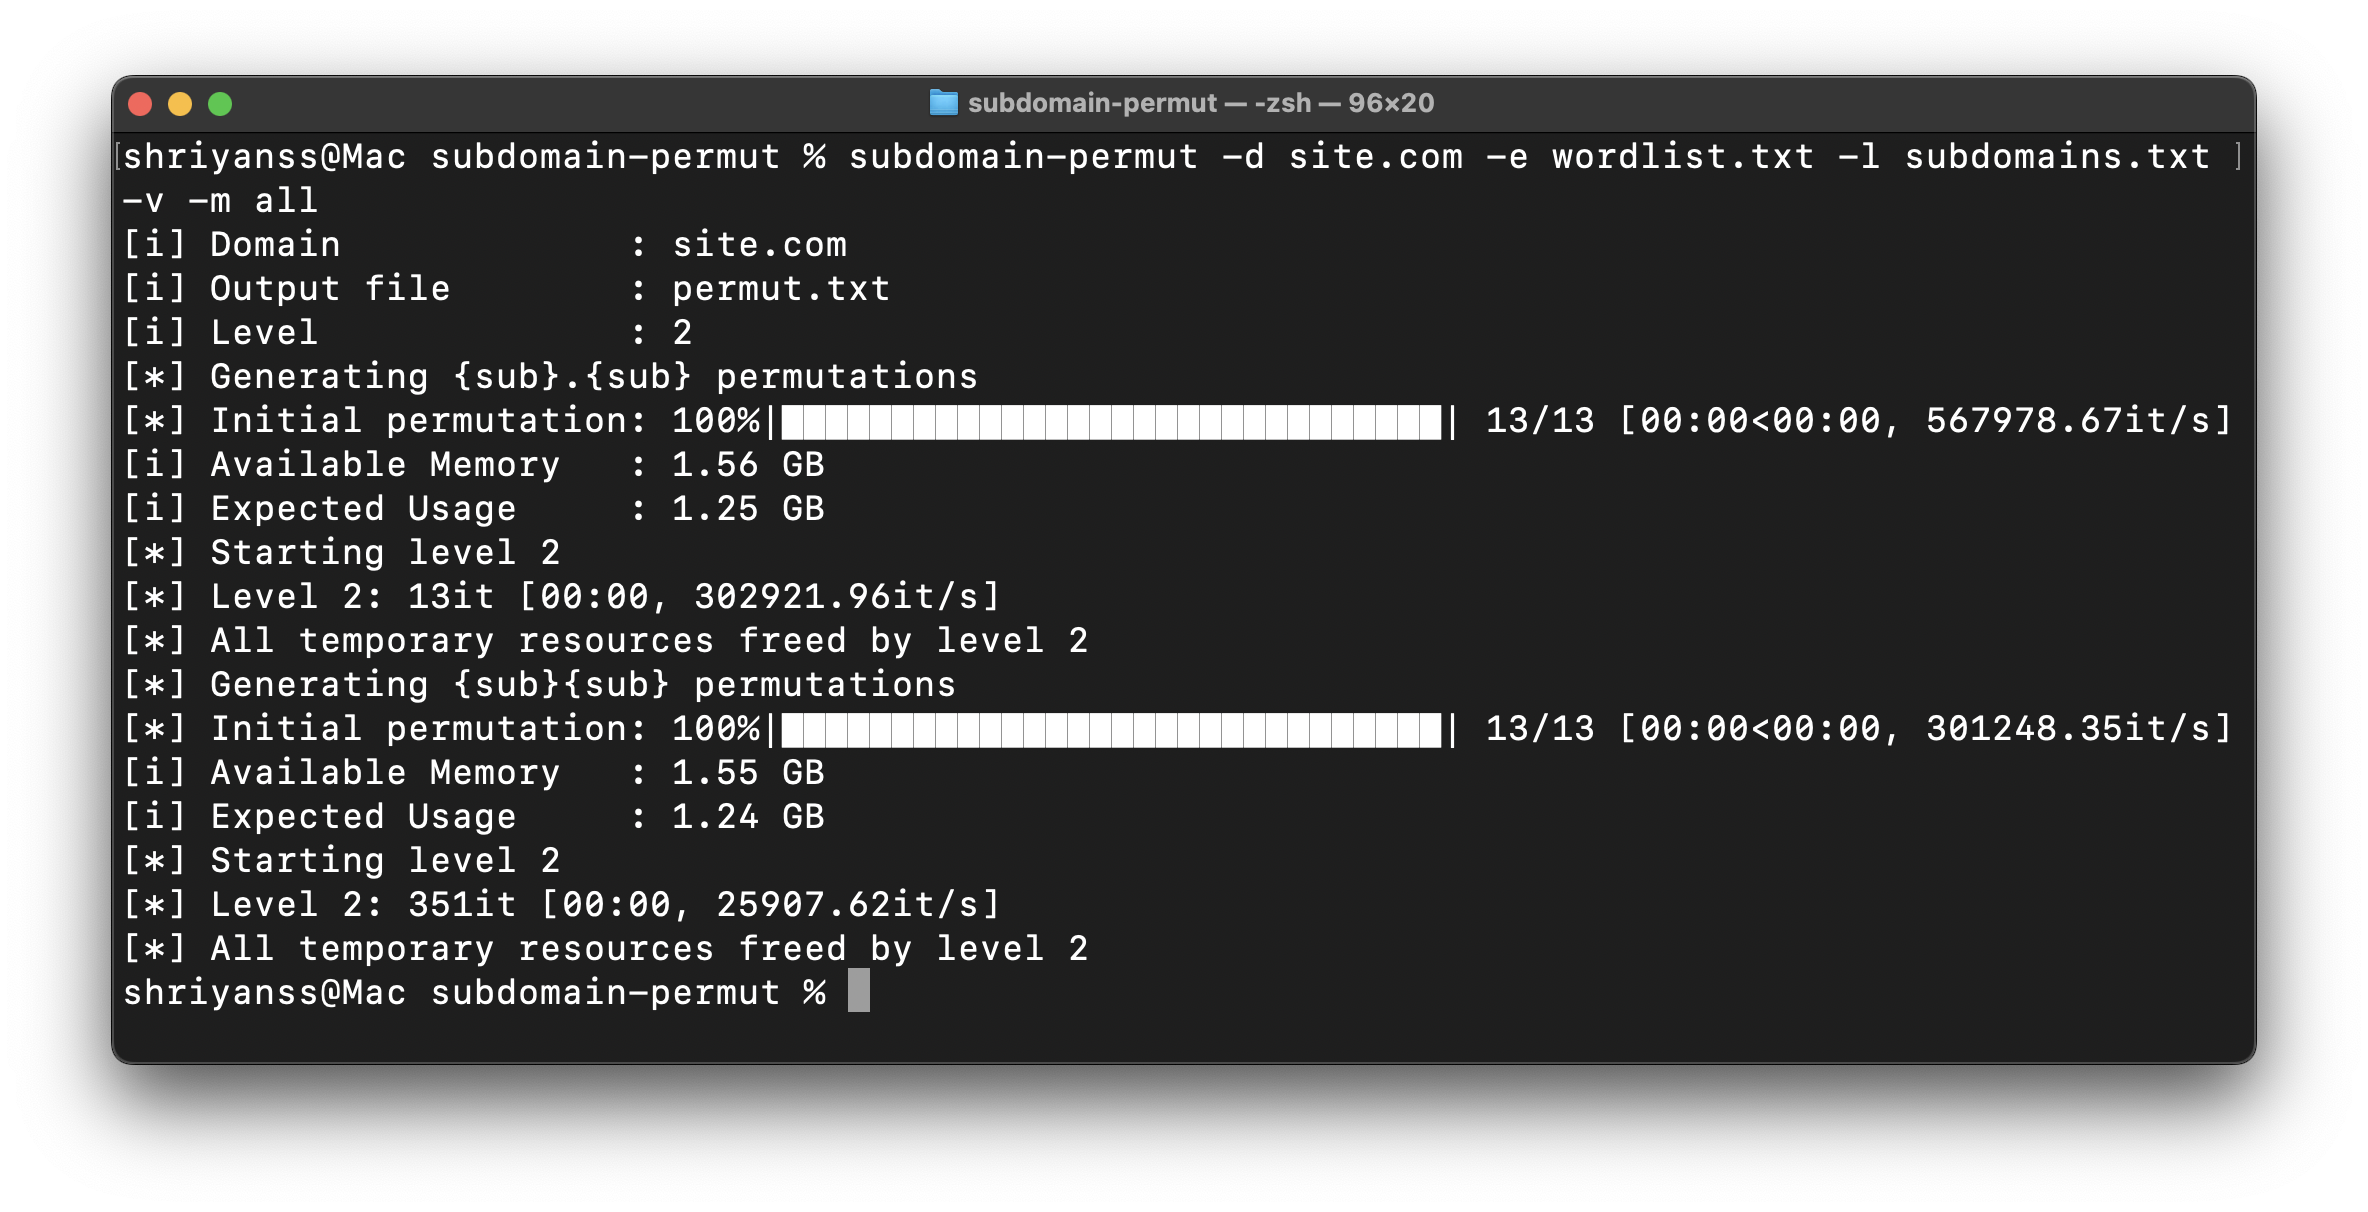 subdomain-permut — -zsh — 96×20
[shriyanss@Mac subdomain-permut % subdomain-permut -d site.com -e wordlist.txt -l subdomains.txt ]
-v -m all
[i] Domain             : site.com
[i] Output file        : permut.txt
[i] Level              : 2
[*] Generating {sub}.{sub} permutations
[*] Initial permutation: 100%|██████████████████████████████| 13/13 [00:00<00:00, 567978.67it/s]
[i] Available Memory   : 1.56 GB
[i] Expected Usage     : 1.25 GB
[*] Starting level 2
[*] Level 2: 13it [00:00, 302921.96it/s]
[*] All temporary resources freed by level 2
[*] Generating {sub}{sub} permutations
[*] Initial permutation: 100%|██████████████████████████████| 13/13 [00:00<00:00, 301248.35it/s]
[i] Available Memory   : 1.55 GB
[i] Expected Usage     : 1.24 GB
[*] Starting level 2
[*] Level 2: 351it [00:00, 25907.62it/s]
[*] All temporary resources freed by level 2
shriyanss@Mac subdomain-permut %